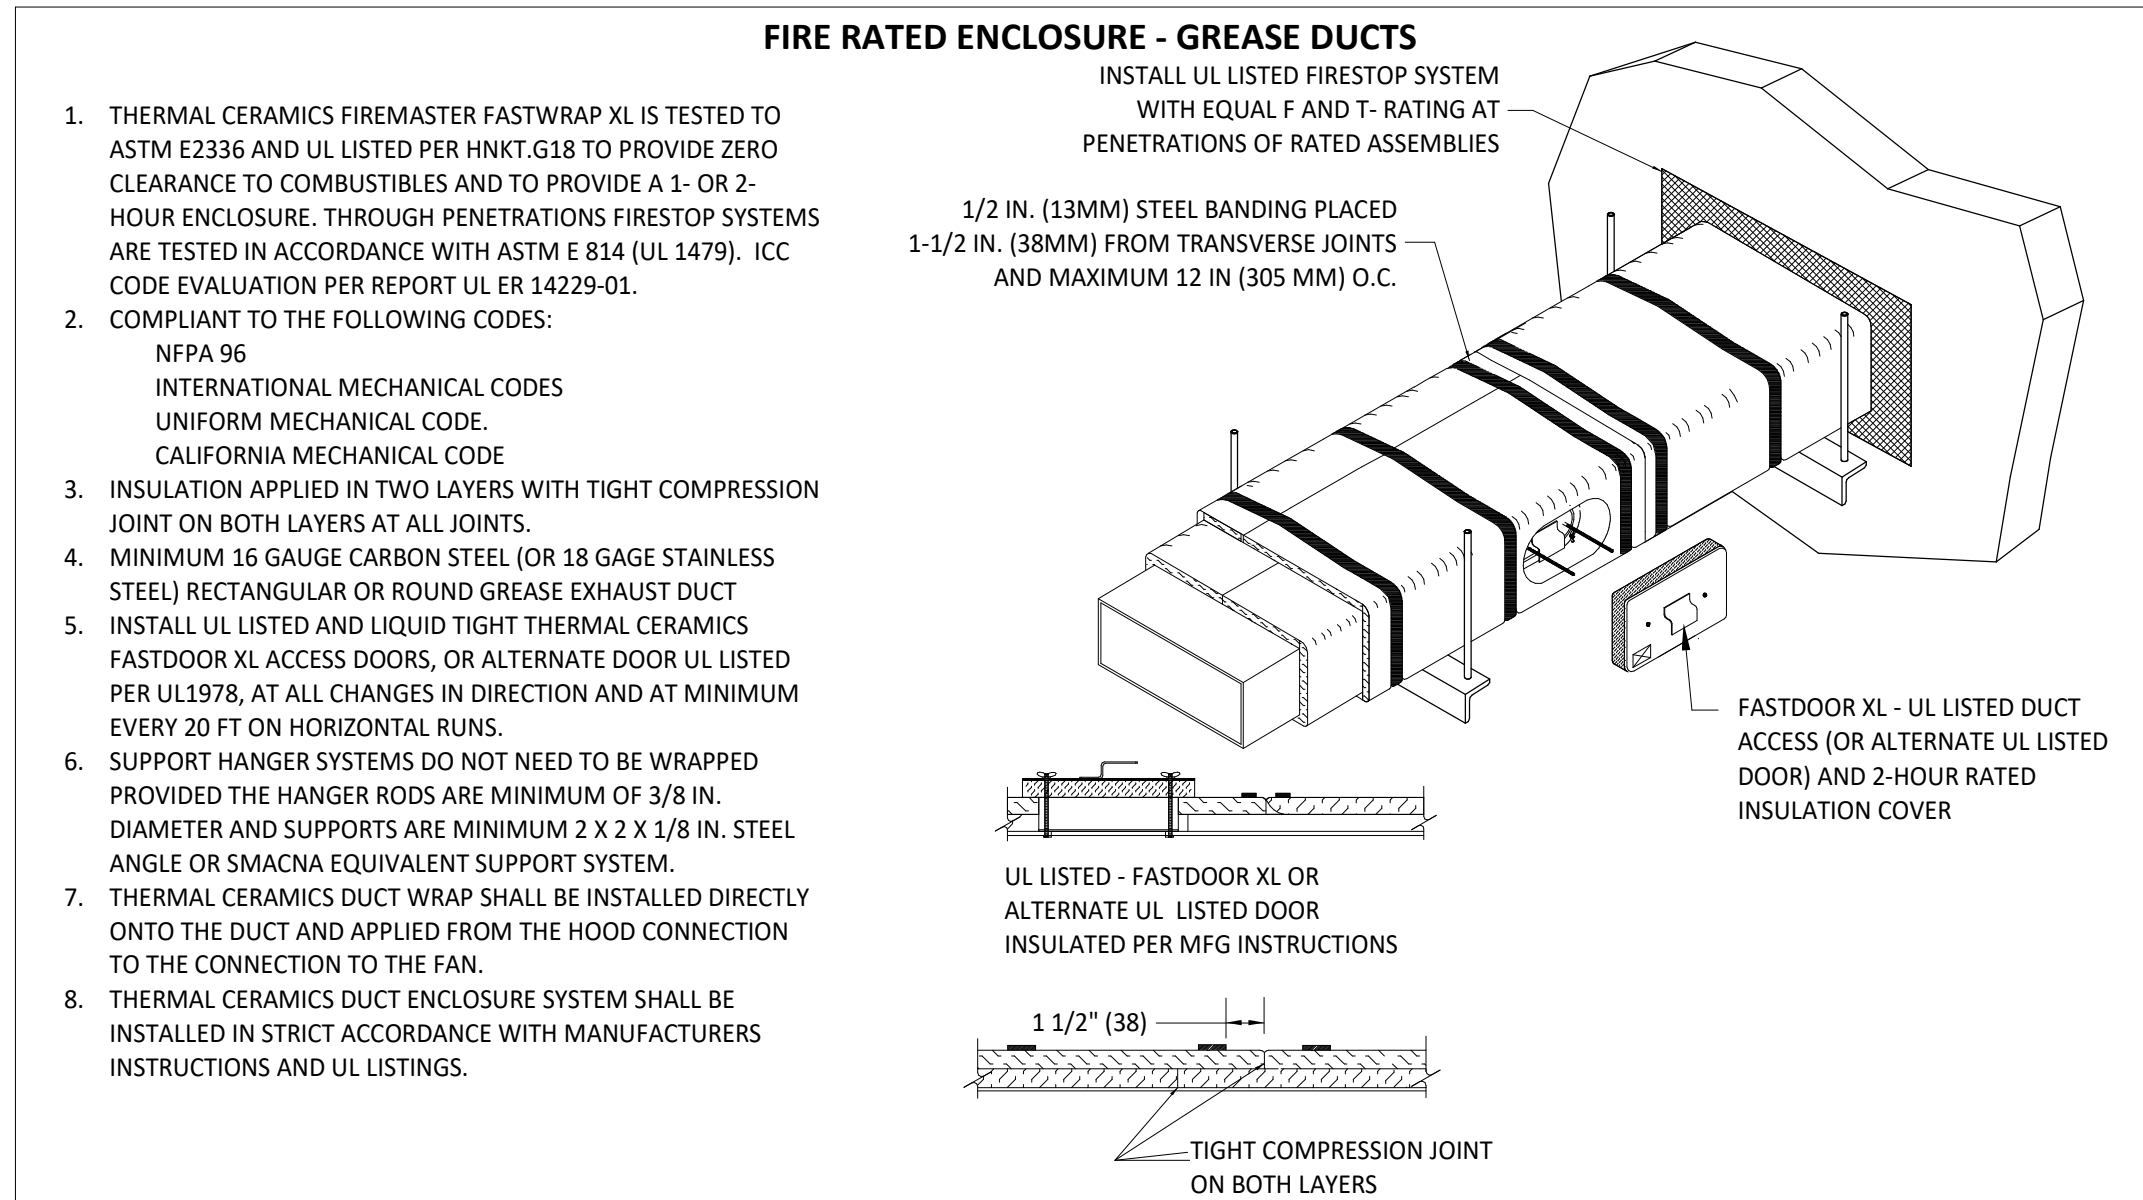 FIRE RATED ENCLOSURE - GREASE DUCTS
1. THERMAL CERAMICS FIREMASTER FASTWRAP XL IS TESTED TO
ASTM E2336 AND UL LISTED PER HNKT.G18 TO PROVIDE ZERO
CLEARANCE TO COMBUSTIBLES AND TO PROVIDE A 1- OR 2-
HOUR ENCLOSURE. THROUGH PENETRATIONS FIRESTOP SYSTEMS
ARE TESTED IN ACCORDANCE WITH ASTM E 814 (UL 1479). ICC
CODE EVALUATION PER REPORT UL ER 14229-01.
2. COMPLIANT TO THE FOLLOWING CODES:
NFPA 96
INTERNATIONAL MECHANICAL CODES
UNIFORM MECHANICAL CODE.
CALIFORNIA MECHANICAL CODE
3. INSULATION APPLIED IN TWO LAYERS WITH TIGHT COMPRESSION
JOINT ON BOTH LAYERS AT ALL JOINTS.
4. MINIMUM 16 GAUGE CARBON STEEL (OR 18 GAGE STAINLESS
STEEL) RECTANGULAR OR ROUND GREASE EXHAUST DUCT
5. INSTALL UL LISTED AND LIQUID TIGHT THERMAL CERAMICS
FASTDOOR XL ACCESS DOORS, OR ALTERNATE DOOR UL LISTED
PER UL1978, AT ALL CHANGES IN DIRECTION AND AT MINIMUM
EVERY 20 FT ON HORIZONTAL RUNS.
6. SUPPORT HANGER SYSTEMS DO NOT NEED TO BE WRAPPED
PROVIDED THE HANGER RODS ARE MINIMUM OF 3/8 IN.
DIAMETER AND SUPPORTS ARE MINIMUM 2 X 2 X 1/8 IN. STEEL
ANGLE OR SMACNA EQUIVALENT SUPPORT SYSTEM.
7. THERMAL CERAMICS DUCT WRAP SHALL BE INSTALLED DIRECTLY
ONTO THE DUCT AND APPLIED FROM THE HOOD CONNECTION
TO THE CONNECTION TO THE FAN.
8. THERMAL CERAMICS DUCT ENCLOSURE SYSTEM SHALL BE
INSTALLED IN STRICT ACCORDANCE WITH MANUFACTURERS
INSTRUCTIONS AND UL LISTINGS.
INSTALL UL LISTED FIRESTOP SYSTEM
WITH EQUAL F AND T- RATING AT
PENETRATIONS OF RATED ASSEMBLIES
1/2 IN. (13MM) STEEL BANDING PLACED
1-1/2 IN. (38MM) FROM TRANSVERSE JOINTS
AND MAXIMUM 12 IN (305 MM) O.C.
FASTDOOR XL - UL LISTED DUCT
ACCESS (OR ALTERNATE UL LISTED
DOOR) AND 2-HOUR RATED
INSULATION COVER
UL LISTED - FASTDOOR XL OR
ALTERNATE UL LISTED DOOR
INSULATED PER MFG INSTRUCTIONS
1 1/2" (38)
TIGHT COMPRESSION JOINT
ON BOTH LAYERS